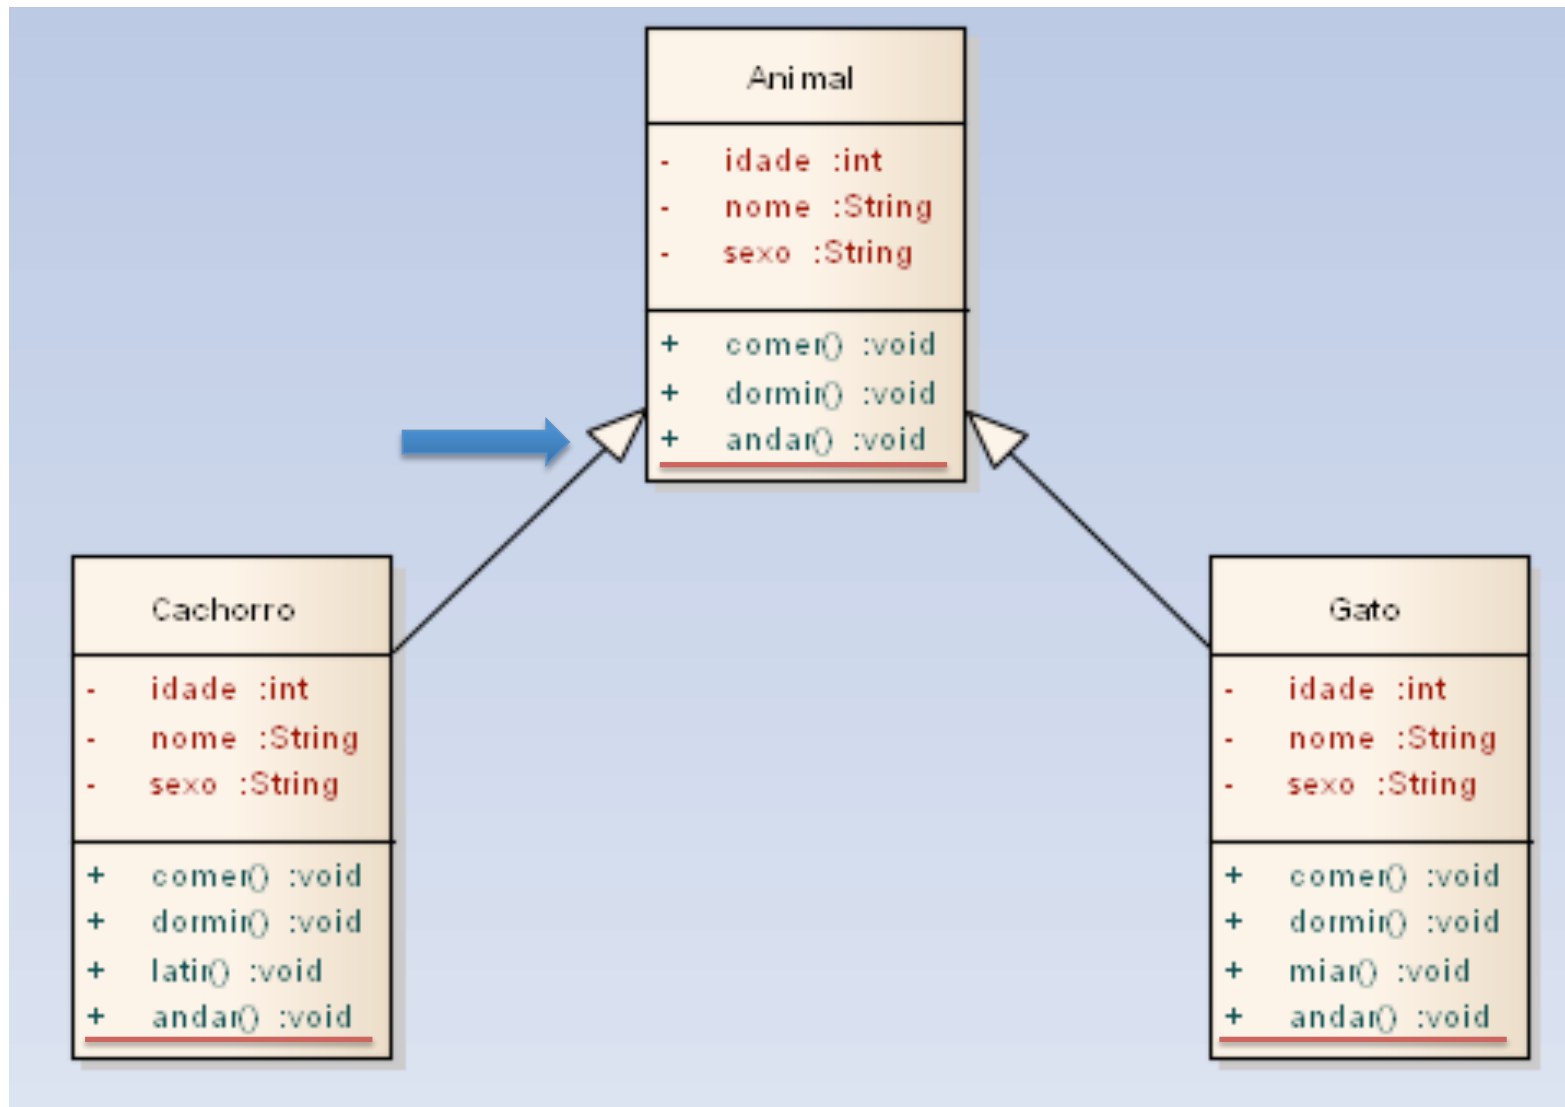 Animal
- idade :int
- nome :String
- sexo :String
+ comer() :void
+ dormir() :void
+ andar() :void
Cachorro
- idade :int
- nome :String
- sexo :String
+ comer() :void
+ dormir() :void
+ latir() :void
+ andar() :void
Gato
- idade :int
- nome :String
- sexo :String
+ comer() :void
+ dormir() :void
+ miar() :void
+ andar() :void